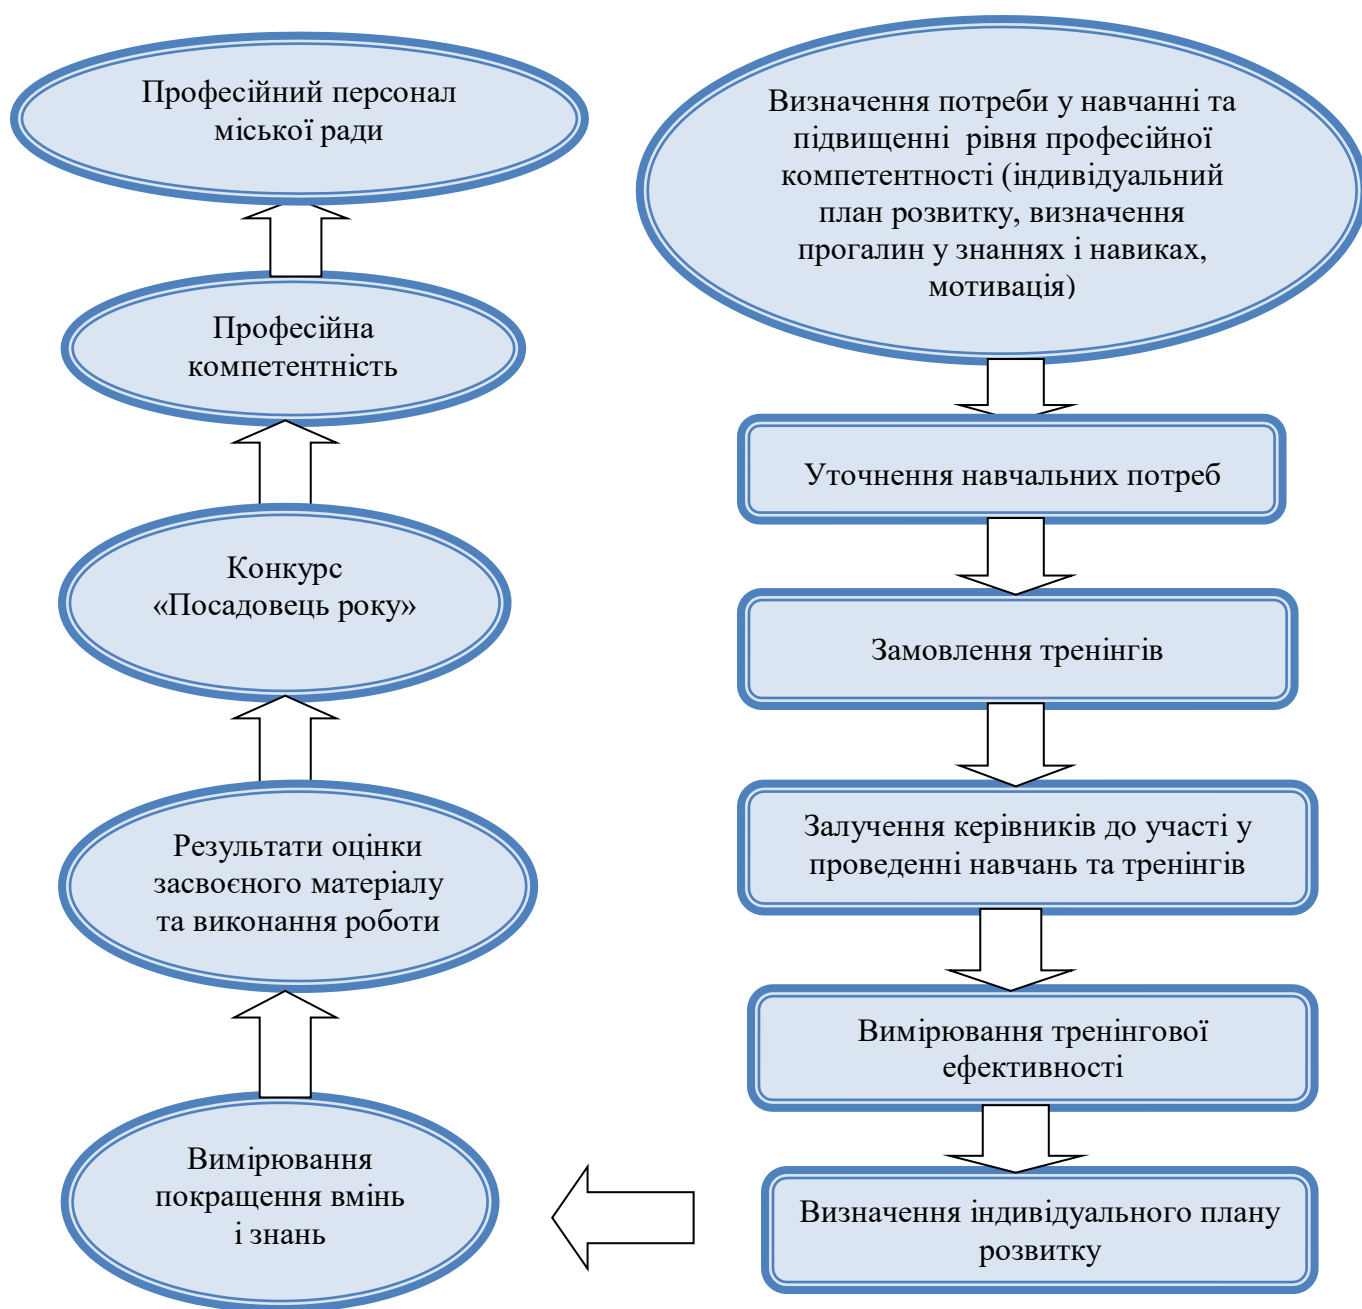 Професійний персонал
міської ради
Професійна
компетентність
Конкурс
«Посадовець року»
Результати оцінки
засвоєного матеріалу
та виконання роботи
Вимірювання
покращення вмінь
і знань
Визначення потреби у навчанні та
підвищенні рівня професійної
компетентності (індивідуальний
план розвитку, визначення
прогалин у знаннях і навиках,
мотивація)
Уточнення навчальних потреб
Замовлення тренінгів
Залучення керівників до участі у
проведенні навчань та тренінгів
Вимірювання тренінгової
ефективності
Визначення індивідуального плану
розвитку